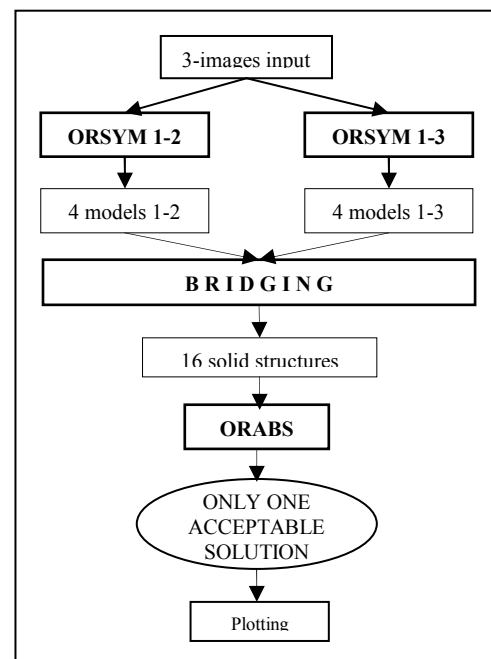 3-images input
ORSYM 1-2
ORSYM 1-3
4 models 1-2
4 models 1-3
B R I D G I N G
16 solid structures
ORABS
ONLY ONE
ACCEPTABLE
SOLUTION
Plotting